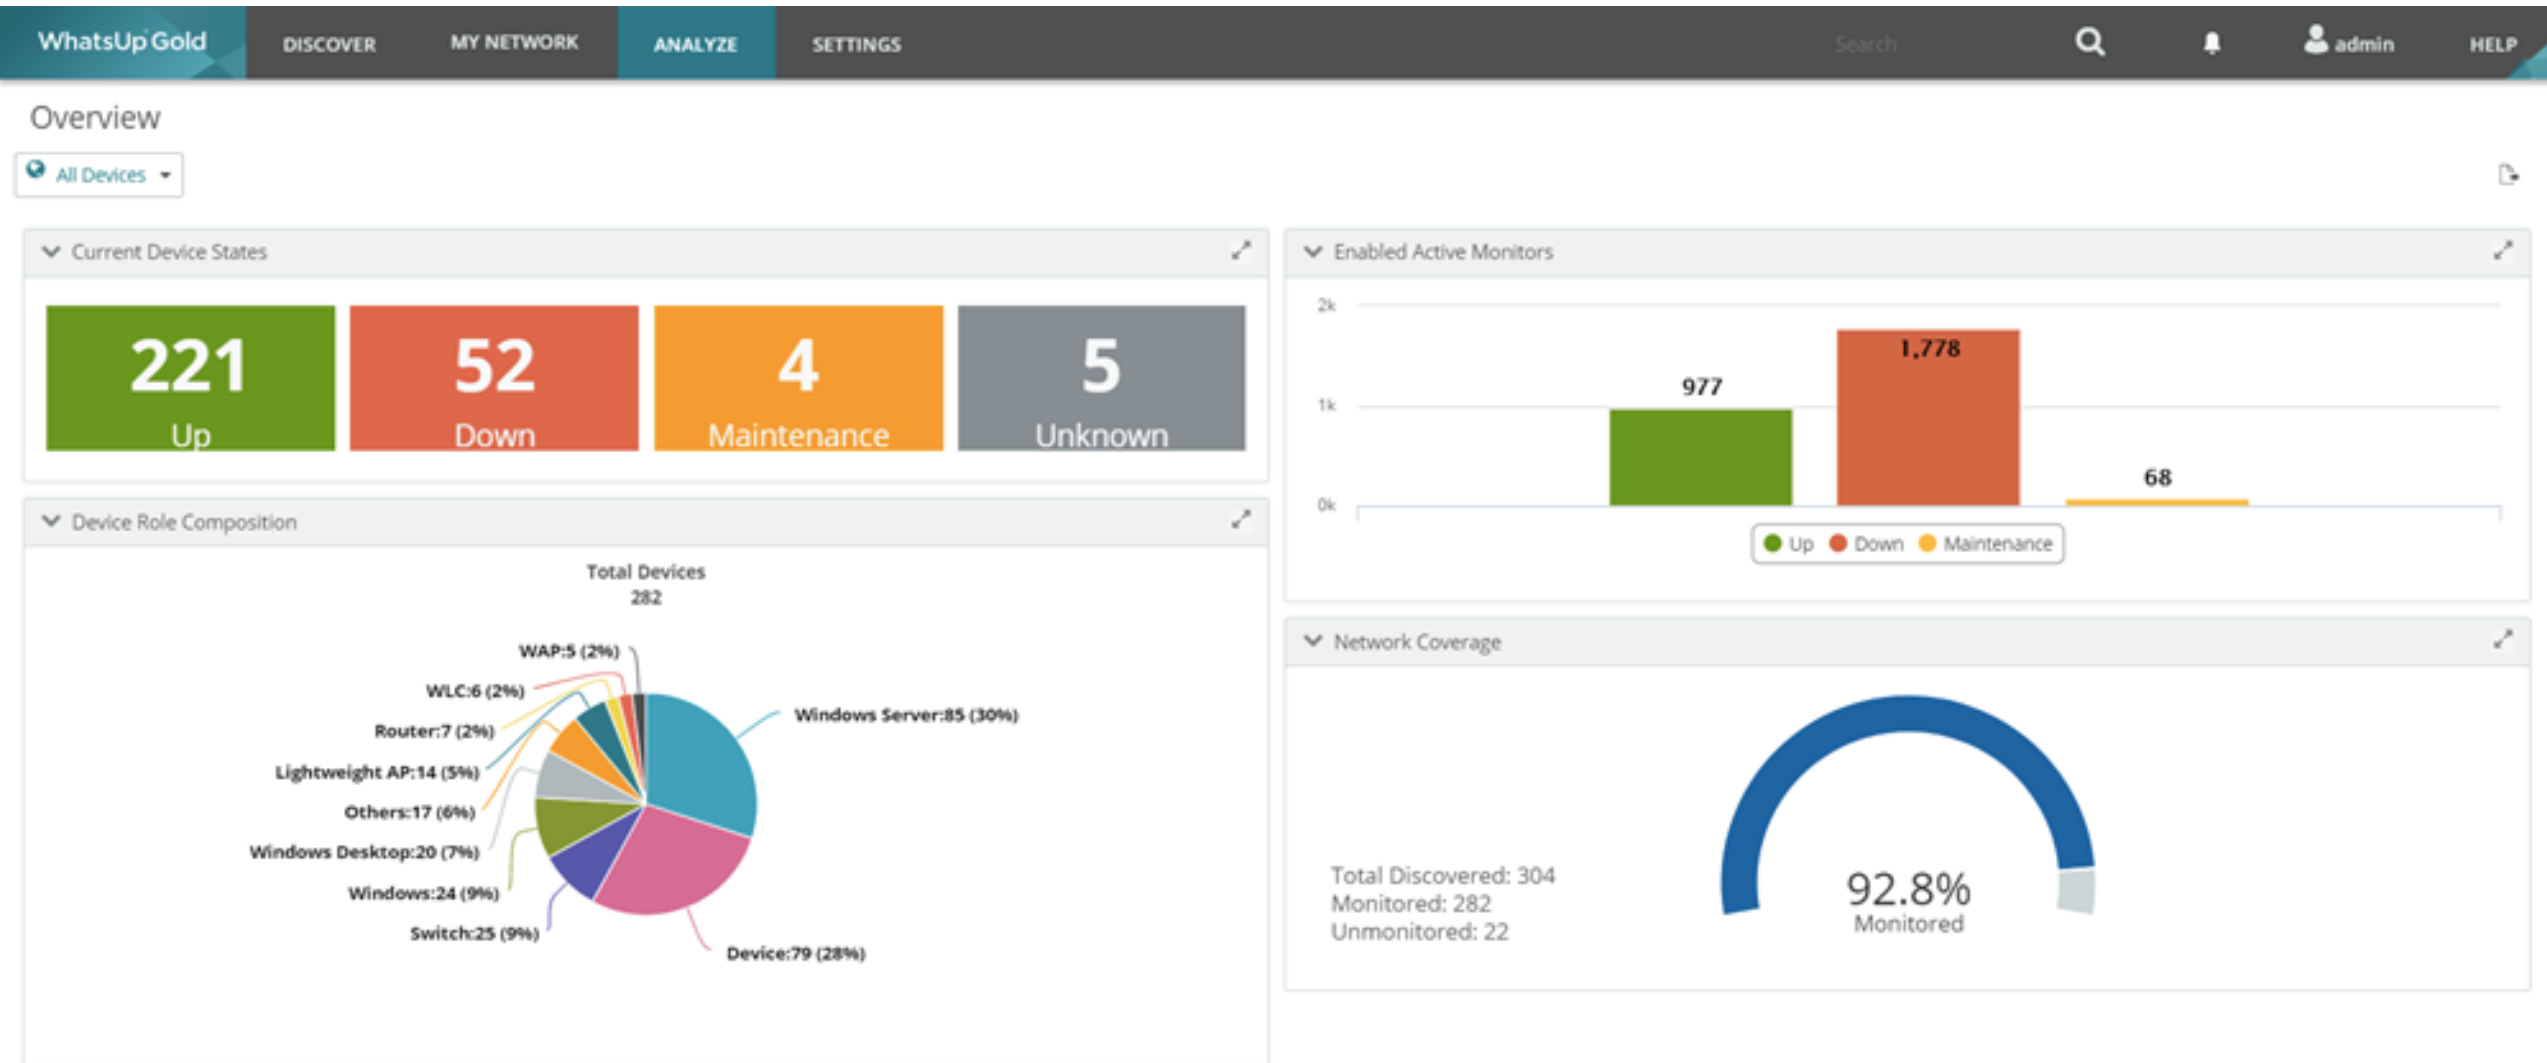 WhatsUp Gold DISCOVER MY NETWORK ANALYZE SETTINGS Search admin HELP
Overview
All Devices
Current Device States
221 52 4 5
Up Down Maintenance Unknown
Device Role Composition
Total Devices
282
WAP:5 (2%)
WLC:6 (2%)
Windows Server:85 (30%)
Router:7 (2%)
Lightweight AP:14 (5%)
Others:17 (6%)
Windows Desktop:20 (7%)
Windows:24 (9%)
Switch:25 (9%)
Device:79 (28%)
Enabled Active Monitors
2k
1,778
977
1k
68
0k
Up Down Maintenance
Network Coverage
Total Discovered: 304
Monitored: 282
Unmonitored: 22
92.8%
Monitored